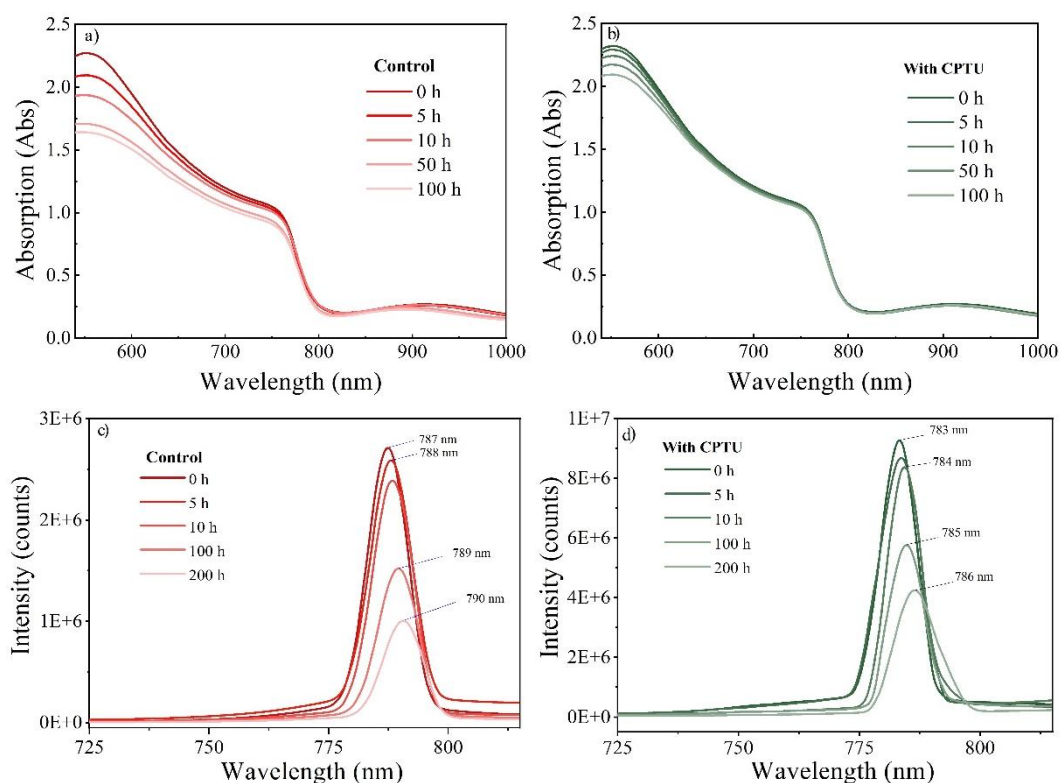 a)
Control
0 h
5 h
10 h
50 h
100 h
2.5
2.0
1.5
1.0
0.5
0.0
Absorption (Abs)
600 700 800 900 1000
Wavelength (nm)
b)
With CPTU
0 h
5 h
10 h
50 h
100 h
2.5
2.0
1.5
1.0
0.5
0.0
Absorption (Abs)
600 700 800 900 1000
Wavelength (nm)
c)
Control
0 h
5 h
10 h
100 h
200 h
787 nm
788 nm
789 nm
790 nm
3E+6
2E+6
1E+6
0E+0
Intensity (counts)
725 750 775 800
Wavelength (nm)
d)
With CPTU
0 h
5 h
10 h
100 h
200 h
783 nm
784 nm
785 nm
786 nm
1E+7
8E+6
6E+6
4E+6
2E+6
0E+0
Intensity (counts)
725 750 775 800
Wavelength (nm)